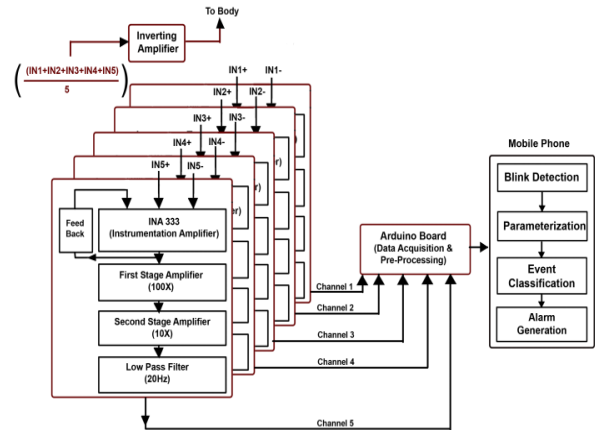 To Body
Inverting
Amplifier
(IN1+IN2+IN3+IN4+IN5)
5
IN1+ IN1-
IN2+ IN2-
IN3+ IN3-
IN4+ IN4-
IN5+ IN5-
Feed
Back
INA 333
(Instrumentation Amplifier)
First Stage Amplifier
(100X)
Second Stage Amplifier
(10X)
Low Pass Filter
(20Hz)
Channel 1
Channel 2
Channel 3
Channel 4
Channel 5
Arduino Board
(Data Acquisition &
Pre-Processing)
Mobile Phone
Blink Detection
Parameterization
Event
Classification
Alarm
Generation